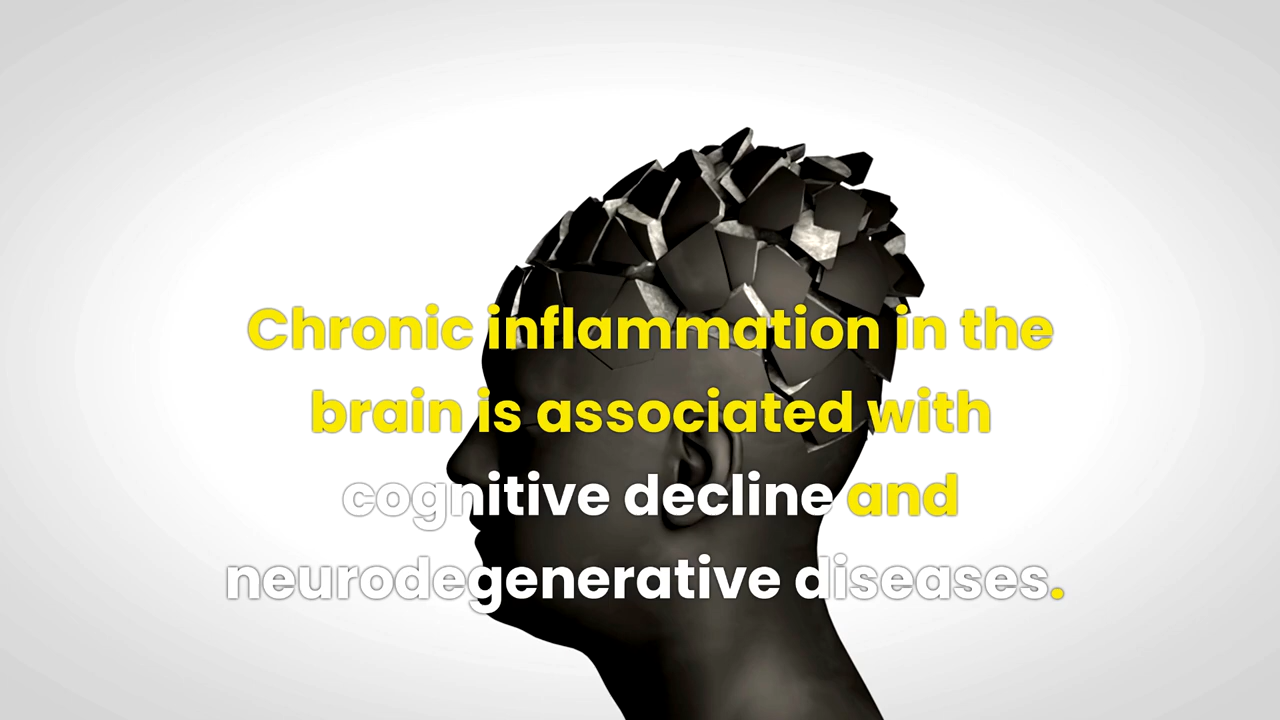 Chronic inflammation in the
brain is associated with
cognitive decline and
neurodegenerative diseases.